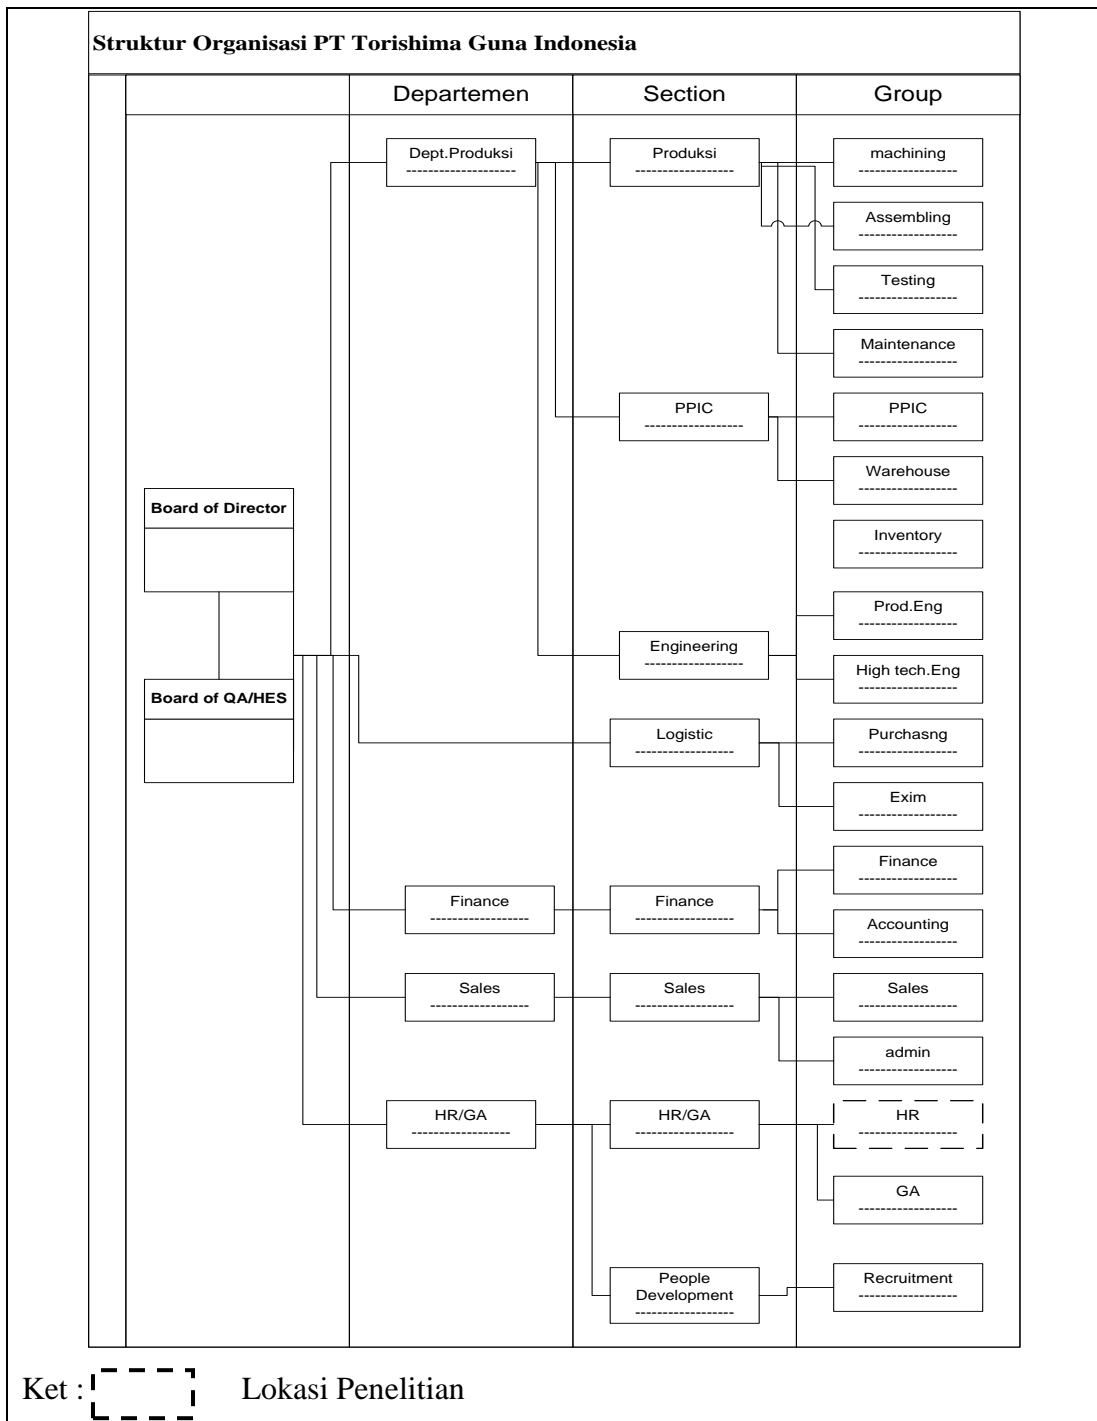 Struktur Organisasi PT Torishima Guna Indonesia
Departemen
Section
Group
Dept.Produksi
--------------------
Produksi
------------------
machining
------------------
Assembling
------------------
Testing
------------------
Maintenance
------------------
PPIC
------------------
PPIC
------------------
Warehouse
------------------
Board of Director
Inventory
------------------
Prod.Eng
------------------
Engineering
------------------
High tech.Eng
------------------
Board of QA/HES
Logistic
------------------
Purchasng
------------------
Exim
------------------
Finance
------------------
Finance
------------------
Finance
------------------
Accounting
------------------
Sales
------------------
Sales
------------------
Sales
------------------
admin
------------------
HR/GA
------------------
HR/GA
------------------
HR
------------------
GA
------------------
People
Development
------------------
Recruitment
------------------
Ket :
Lokasi Penelitian